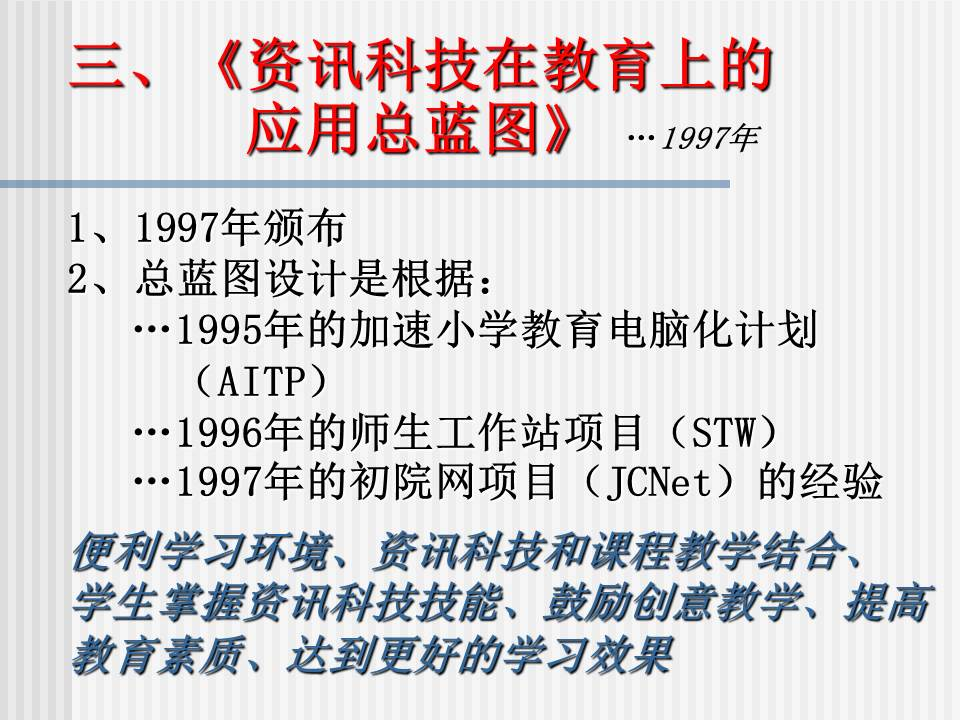 三、《资讯科技在教育上的
应用总蓝图》 …1997年
1、1997年颁布
2、总蓝图设计是根据：
…1995年的加速小学教育电脑化计划
（AITP）
…1996年的师生工作站项目（STW）
…1997年的初院网项目（JCNet）的经验
便利学习环境、资讯科技和课程教学结合、
学生掌握资讯科技技能、鼓励创意教学、提高
教育素质、达到更好的学习效果